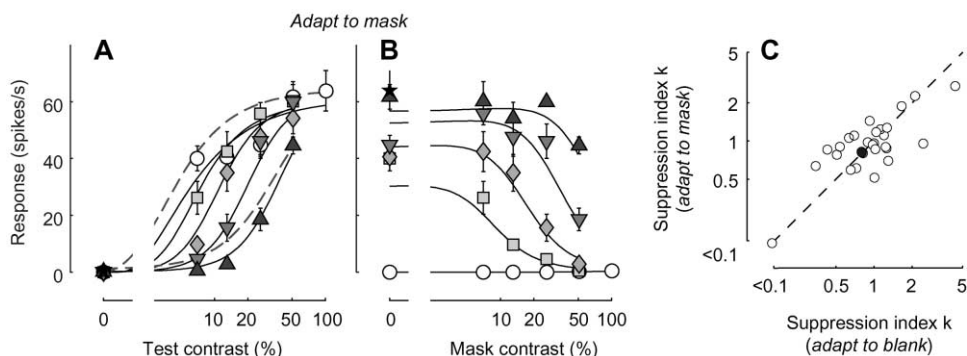 Adapt to mask
A
B
C
Response (spikes/s)
60
40
20
0
0
10
20
50
100
Test contrast (%)
0
10
20
50
100
Mask contrast (%)
Suppression index k
(adapt to mask)
5
2
1
0.5
<0.1
<0.1
0.5
1
2
5
Suppression index k
(adapt to blank)